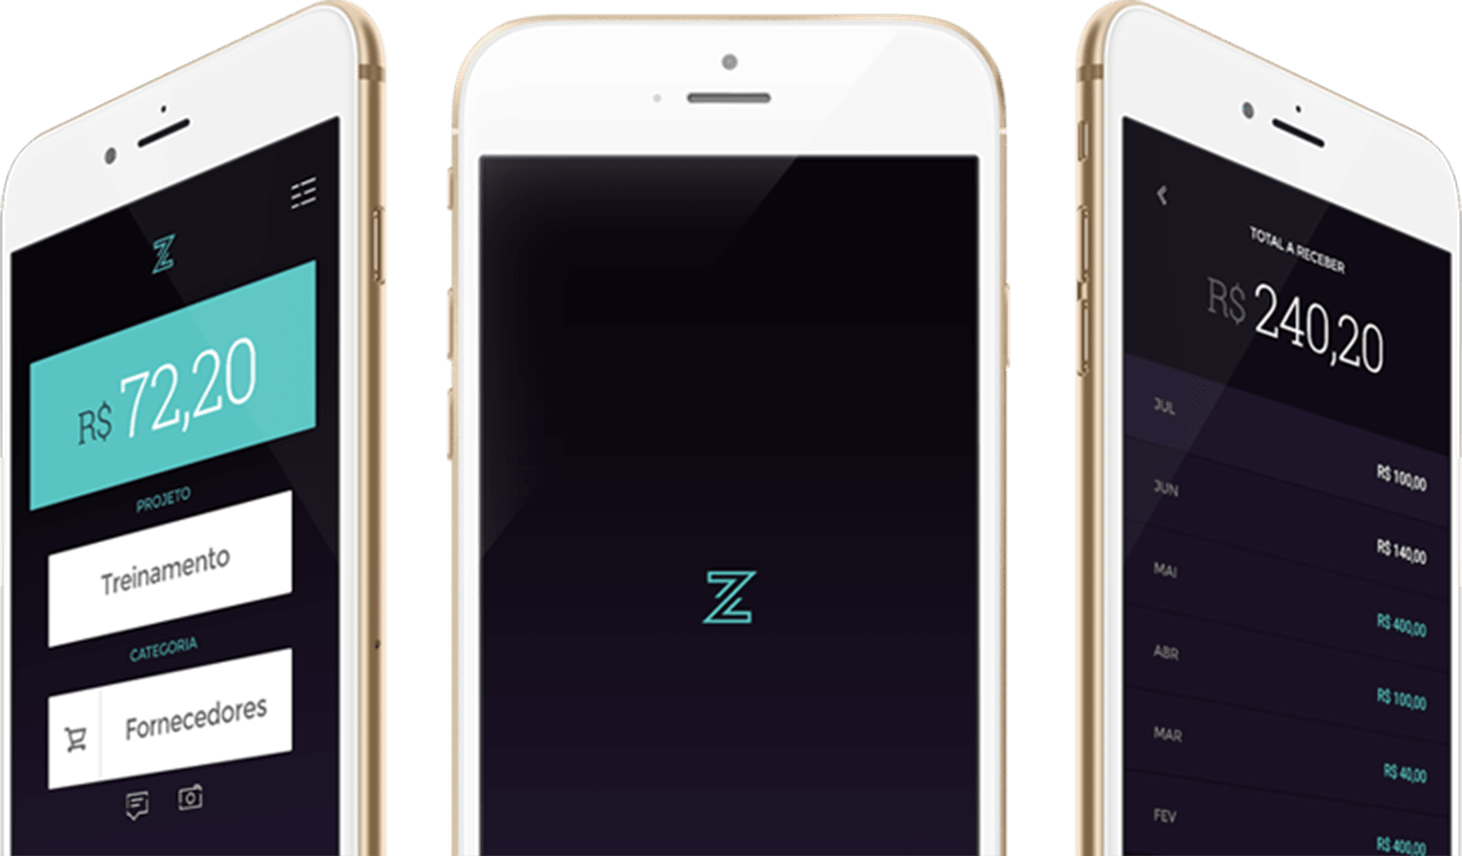 Z
R$ 72,20
PROJETO
Treinamento
CATEGORIA
Fornecedores
Z
TOTAL A RECEBER
R$ 240,20
JUL
R$ 100,00
JUN
R$ 140,00
MAI
R$ 400,00
ABR
R$ 100,00
MAR
R$ 40,00
FEV
R$ 400,00